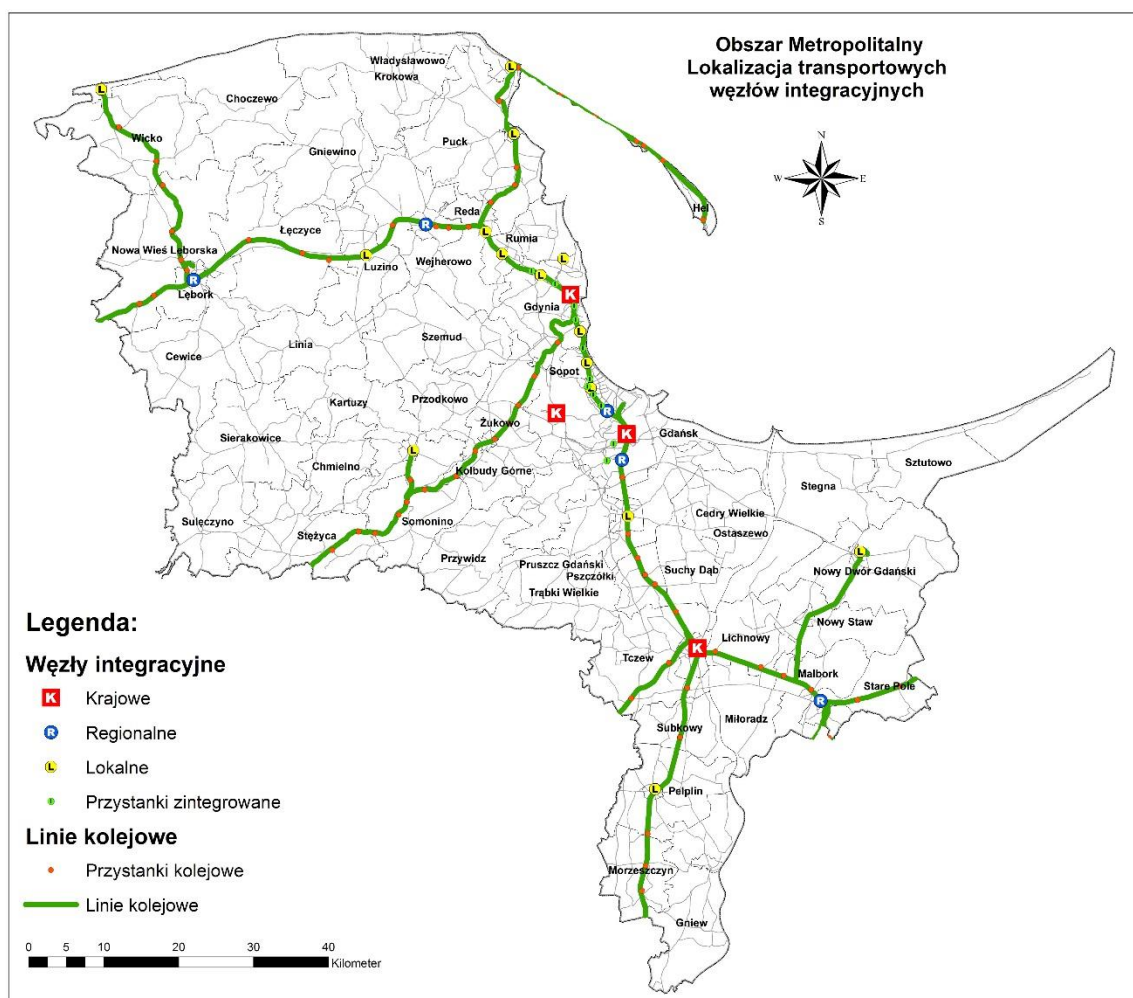 Obszar Metropolitalny
Lokalizacja transportowych
węzłów integracyjnych
N
W E
S
Władysławowo
Krokowa
Choczewo
L
L
Wicko
L
Puck
Gniewino
Hel
Reda
R
Łęczyce
L
Rumia
Nowa Wieś Lęborska
L
L
Luzino
Wejherowo
L
L
R
Lębork
K
Gdynia
Szemud
L
Linia
Cewice
L
Sopot
L
Kartuzy
Przodkowo
K
R
Żukowo
K
Gdańsk
Sierakowice
L
Chmielno
Kolbudy Górne
R
Sztutowo
Stegna
Sulęczyno
Somonino
L
Cedry Wielkie
Stężyca
Ostaszewo
L
Przywidz
Pruszcz Gdański
Pszczółki
Suchy Dąb
Nowy Dwór Gdański
Trąbki Wielkie
Nowy Staw
Lichnowy
K
Tczew
Malbork
Stare Pole
R
Miłoradz
Subkowy
L
Pelplin
Morzeszczyn
Gniew
Legenda:
Węzły integracyjne
K Krajowe
R Regionalne
L Lokalne
Przystanki zintegrowane
Linie kolejowe
Przystanki kolejowe
Linie kolejowe
0 5 10 20 30 40
Kilometer